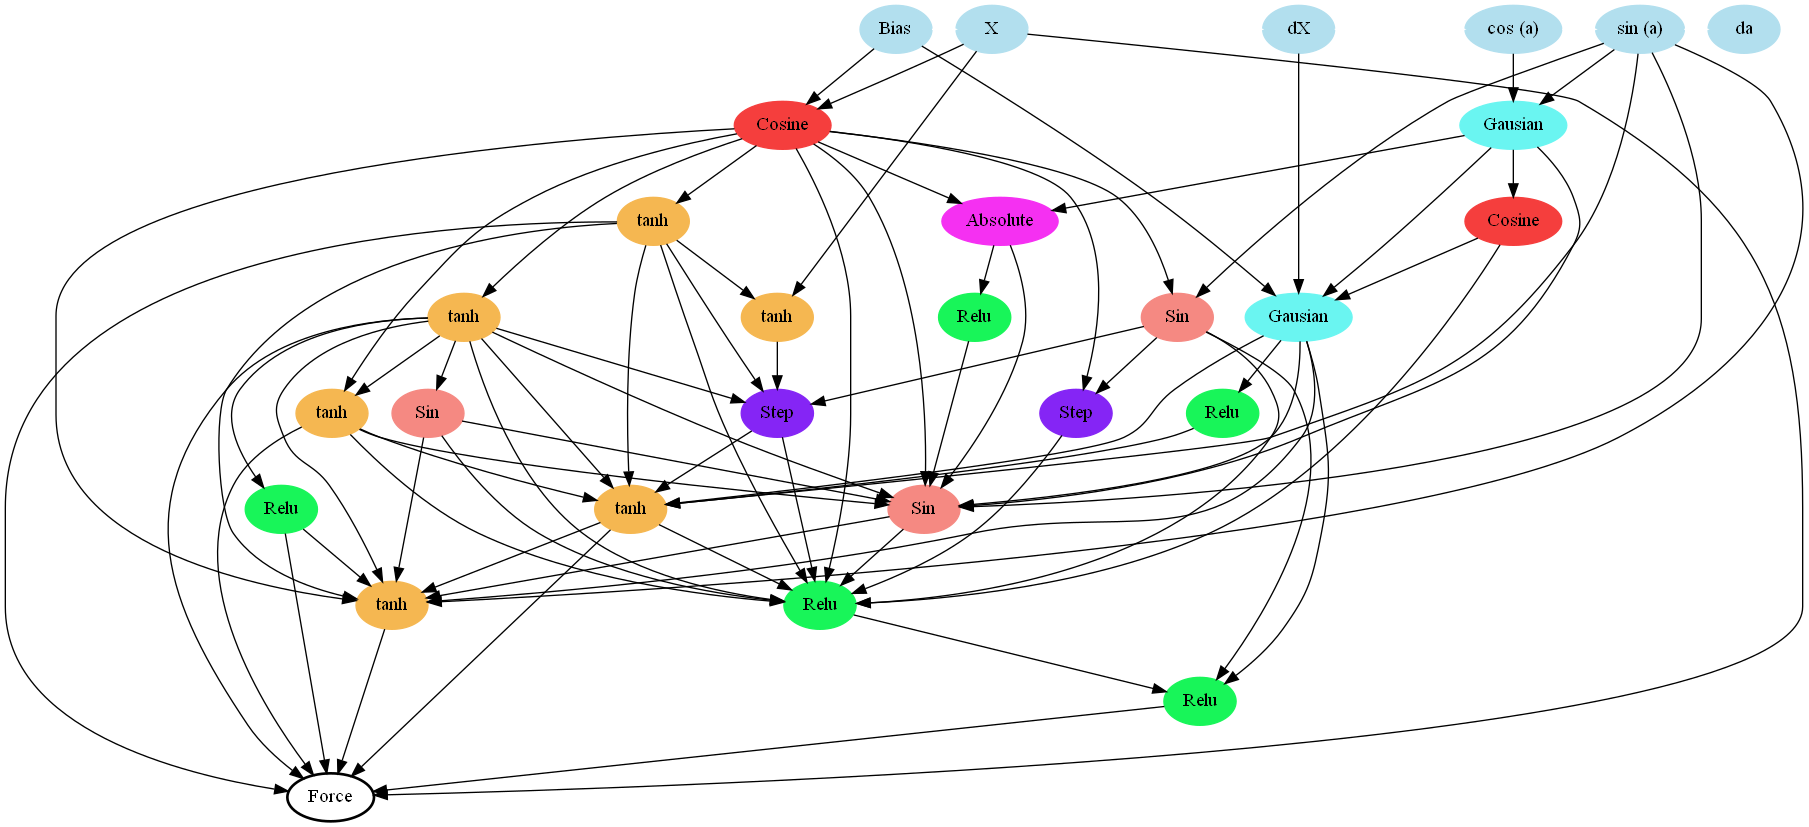 Bias
X
dX
cos (a)
sin (a)
da
Cosine
Gausian
tanh
Absolute
Cosine
tanh
tanh
Relu
Sin
Gausian
tanh
Sin
Step
Step
Relu
Relu
tanh
Sin
tanh
Relu
Relu
Force